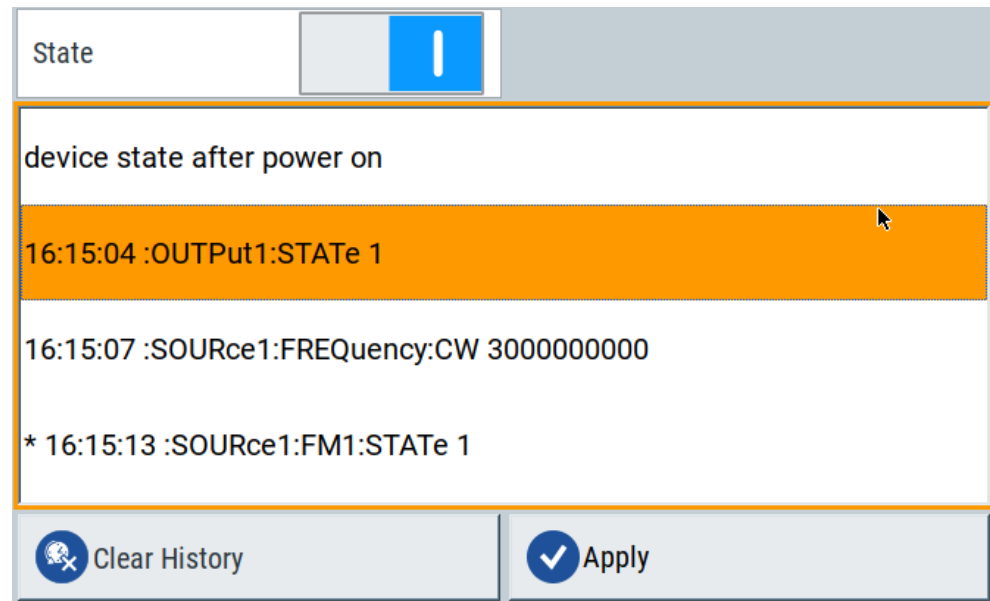 State
device state after power on
16:15:04 :OUTPut1:STATe 1
16:15:07 :SOURce1:FREQuency:CW 3000000000
* 16:15:13 :SOURce1:FM1:STATe 1
Clear History
Apply